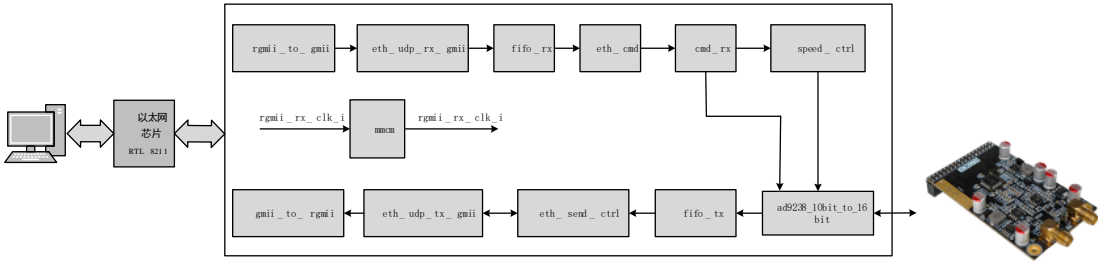 rgmii_to_gmii
eth_udp_rx_gmii
fifo_rx
eth_cmd
cmd_rx
speed_ctrl
以太网
芯片
RTL 8211
rgmii_rx_clk_i
mmcm
rgmii_rx_clk_i
gmii_to_rgmii
eth_udp_tx_gmii
eth_send_ctrl
fifo_tx
ad9238_10bit_to_16
bit